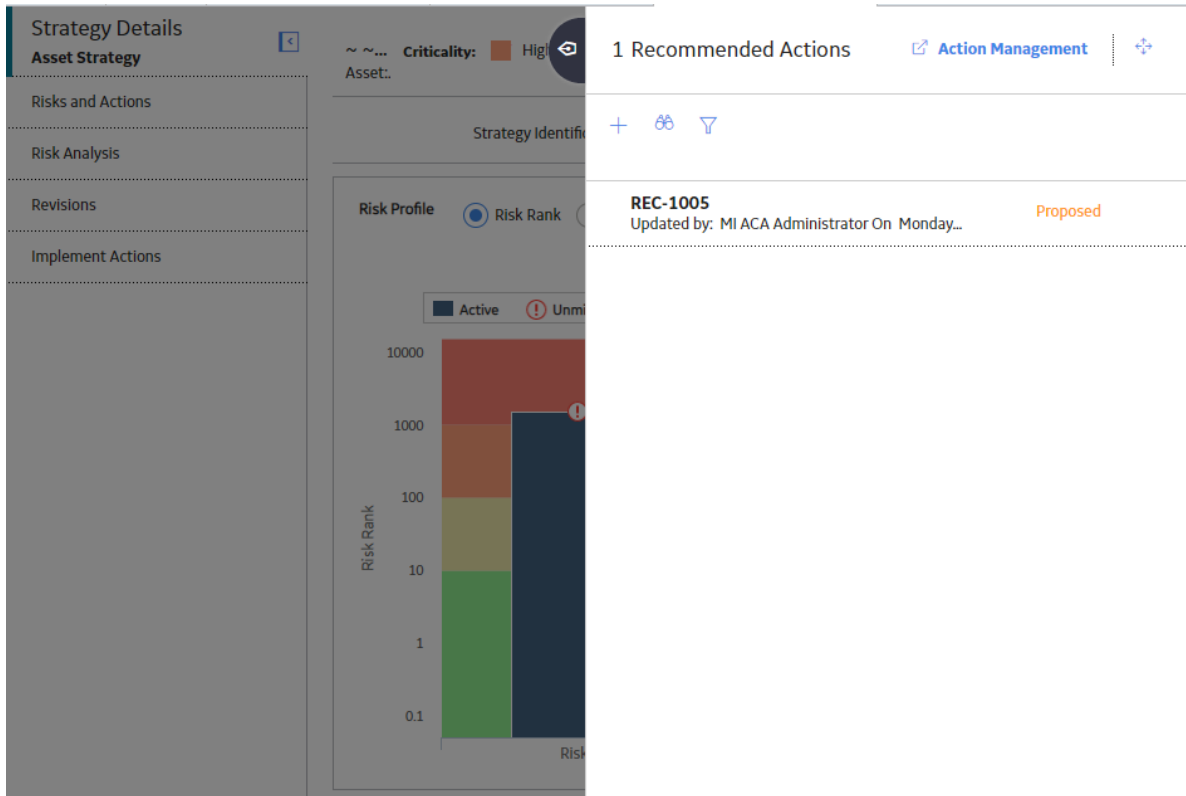 Strategy Details
Asset Strategy
Risks and Actions
Risk Analysis
Revisions
Implement Actions
~ ~... Criticality: High
Asset:.
Strategy Identific
Risk Profile Risk Rank
Active Unmi
10000
1000
100
10
1
0.1
Risk Rank
Risk
1 Recommended Actions Action Management
REC-1005
Updated by: MI ACA Administrator On Monday...
Proposed